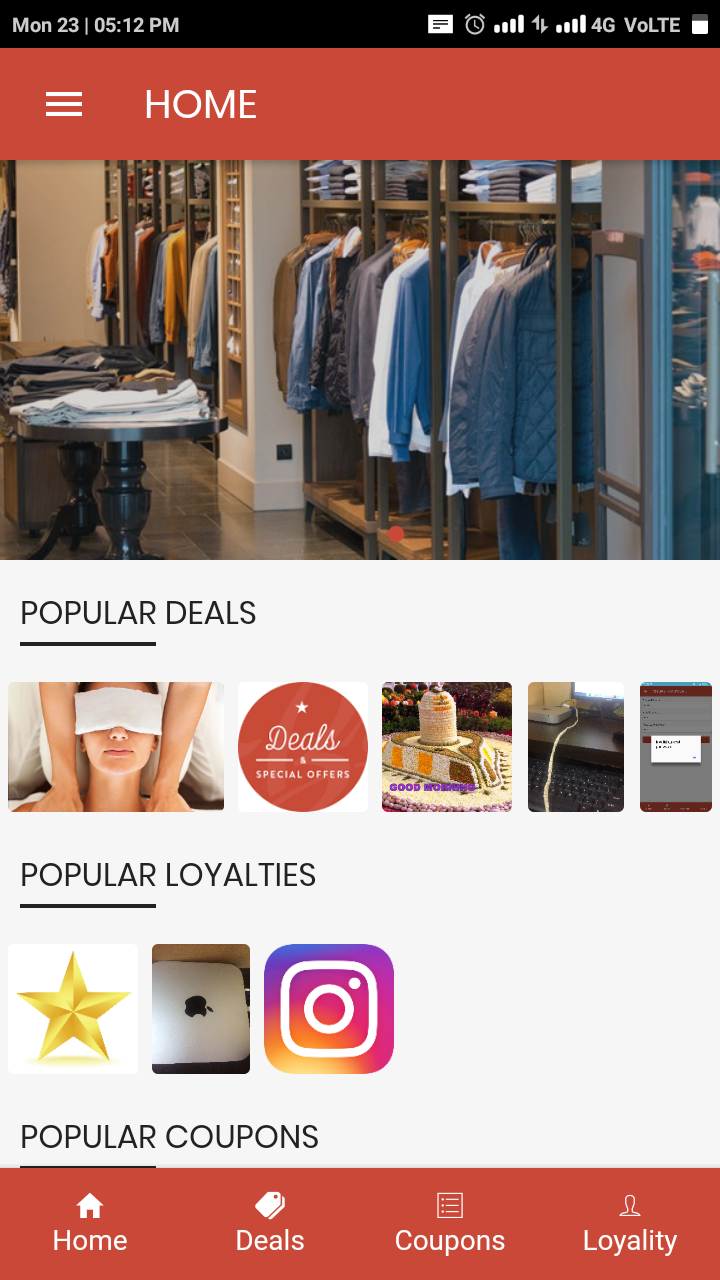 Mon 23 | 05:12 PM
4G VoLTE
HOME
POPULAR DEALS
Deals
&
SPECIAL OFFERS
GOOD MORNING
POPULAR LOYALTIES
POPULAR COUPONS
Home
Deals
Coupons
Loyality